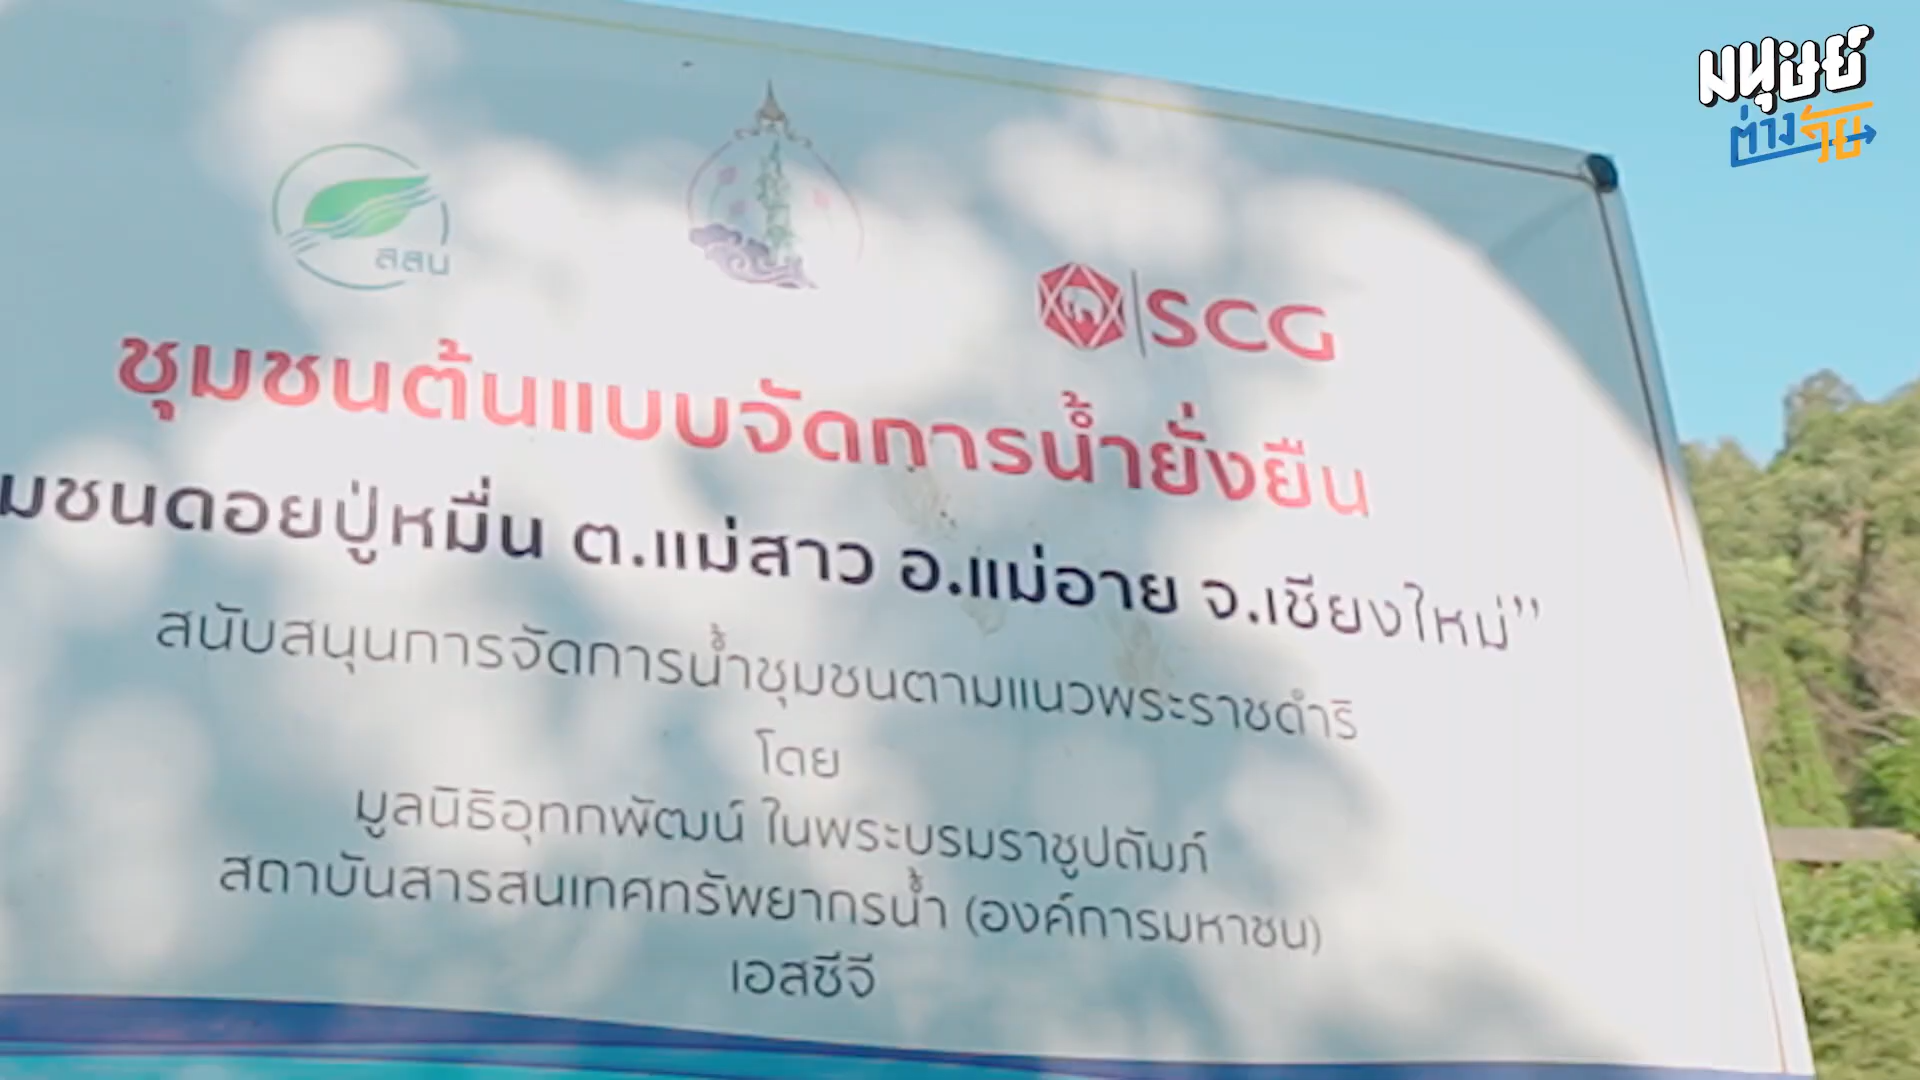 มนุษย์
ต่างวัย
สสน
SCG
ชุมชนต้นแบบจัดการน้ำยั่งยืน
มชนดอยปู่หมื่น ต.แม่สาว อ.แม่อาย จ.เชียงใหม่”
สนับสนุนการจัดการน้ำชุมชนตามแนวพระราชดำริ
โดย
มูลนิธิอุทกพัฒน์ ในพระบรมราชูปถัมภ์
สถาบันสารสนเทศทรัพยากรน้ำ (องค์การมหาชน)
เอสซีจี